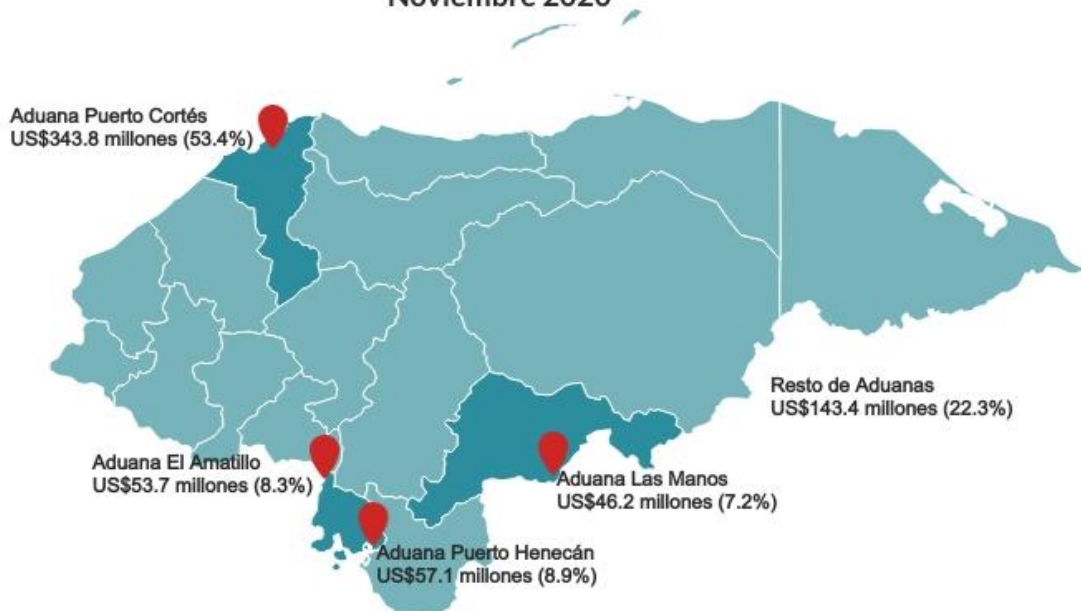 Noviembre 2020
Aduana Puerto Cortés
US$343.8 millones (53.4%)
Resto de Aduanas
US$143.4 millones (22.3%)
Aduana El Amatillo
US$53.7 millones (8.3%)
Aduana Las Manos
US$46.2 millones (7.2%)
Aduana Puerto Henecán
US$57.1 millones (8.9%)